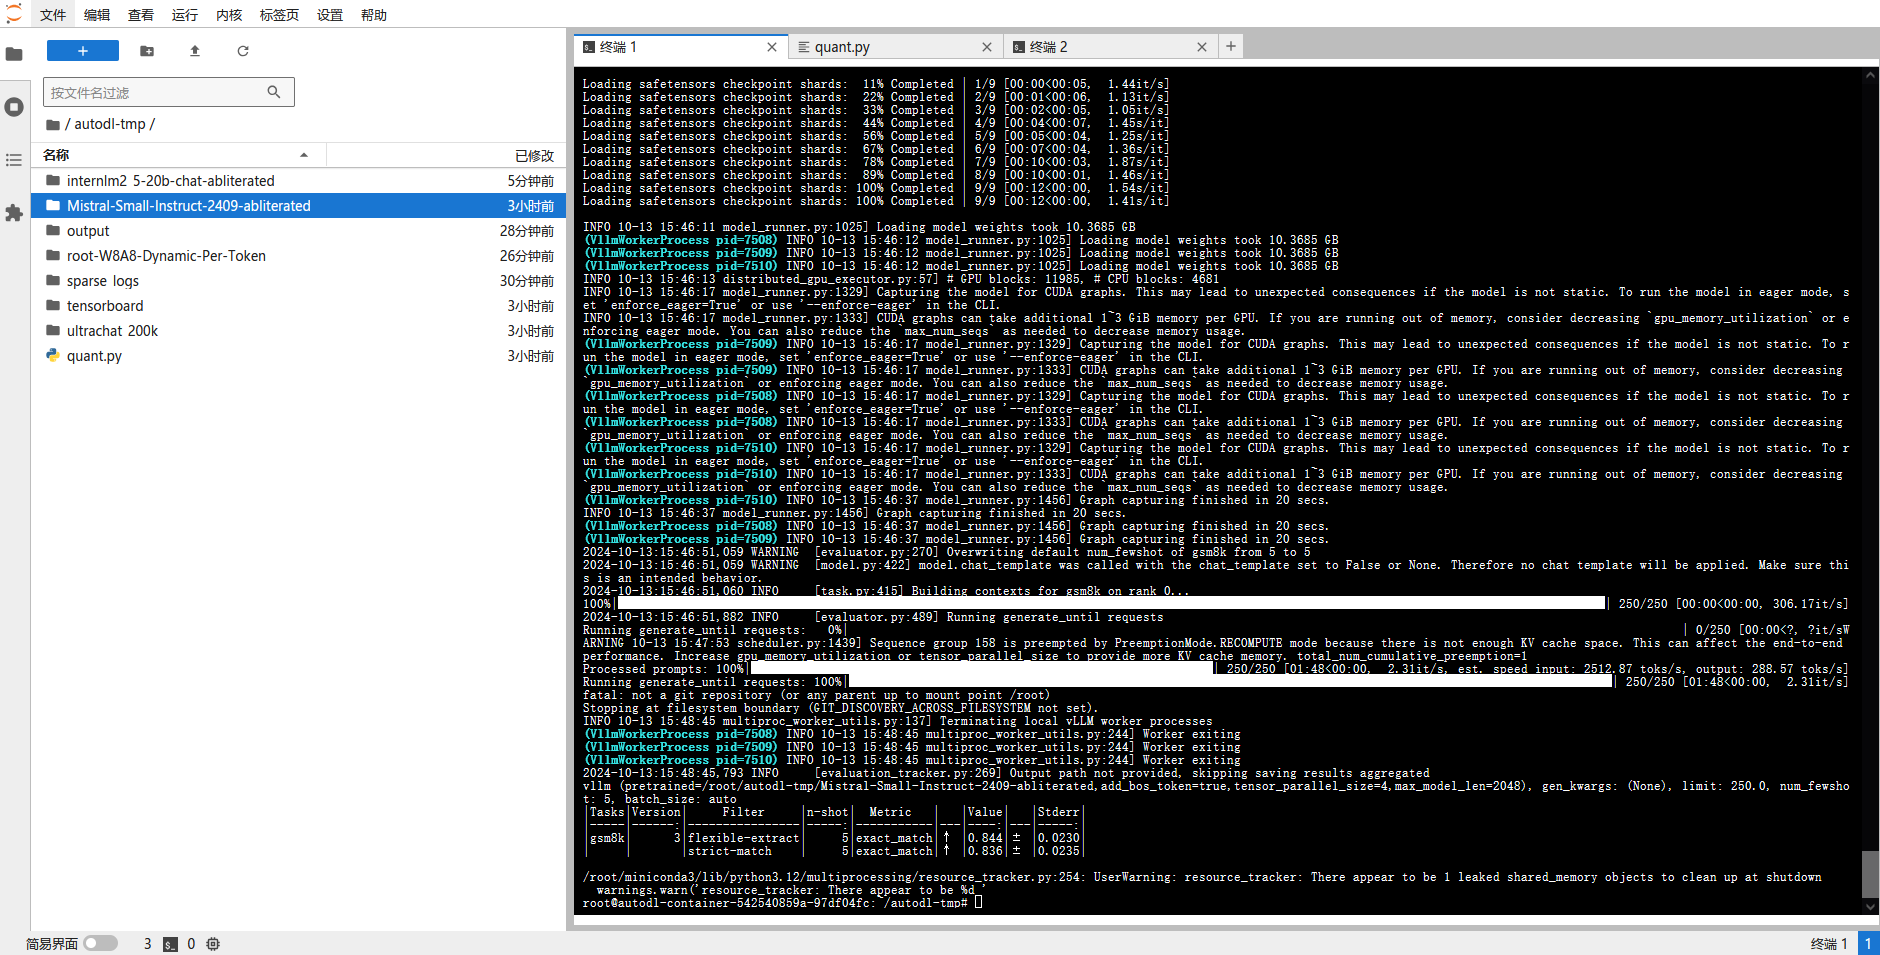 文件 编辑 查看 运行 内核 标签页 设置 帮助
+
按文件名过滤
/ autodl-tmp /
名称 已修改
internlm2_5-20b-chat-abliterated 5分钟前
Mistral-Small-Instruct-2409-abliterated 3小时前
output 28分钟前
root-W8A8-Dynamic-Per-Token 26分钟前
sparse_logs 30分钟前
tensorboard 3小时前
ultrachat_200k 3小时前
quant.py 3小时前
终端 1 quant.py 终端 2 +
Loading safetensors checkpoint shards:  11% Completed | 1/9 [00:00<00:05,  1.44it/s]
Loading safetensors checkpoint shards:  22% Completed | 2/9 [00:01<00:06,  1.13it/s]
Loading safetensors checkpoint shards:  33% Completed | 3/9 [00:02<00:05,  1.05it/s]
Loading safetensors checkpoint shards:  44% Completed | 4/9 [00:04<00:07,  1.45s/it]
Loading safetensors checkpoint shards:  56% Completed | 5/9 [00:05<00:04,  1.25s/it]
Loading safetensors checkpoint shards:  67% Completed | 6/9 [00:07<00:04,  1.36s/it]
Loading safetensors checkpoint shards:  78% Completed | 7/9 [00:10<00:03,  1.87s/it]
Loading safetensors checkpoint shards:  89% Completed | 8/9 [00:10<00:01,  1.46s/it]
Loading safetensors checkpoint shards: 100% Completed | 9/9 [00:12<00:00,  1.54s/it]
Loading safetensors checkpoint shards: 100% Completed | 9/9 [00:12<00:00,  1.41s/it]
INFO 10-13 15:46:11 model_runner.py:1025] Loading model weights took 10.3685 GB
(VllmWorkerProcess pid=7508) INFO 10-13 15:46:12 model_runner.py:1025] Loading model weights took 10.3685 GB
(VllmWorkerProcess pid=7509) INFO 10-13 15:46:12 model_runner.py:1025] Loading model weights took 10.3685 GB
(VllmWorkerProcess pid=7510) INFO 10-13 15:46:12 model_runner.py:1025] Loading model weights took 10.3685 GB
INFO 10-13 15:46:13 distributed_gpu_executor.py:57] # GPU blocks: 11985, # CPU blocks: 4681
INFO 10-13 15:46:17 model_runner.py:1329] Capturing the model for CUDA graphs. This may lead to unexpected consequences if the model is not static. To run the model in eager mode, s
et 'enforce_eager=True' or use '--enforce-eager' in the CLI.
INFO 10-13 15:46:17 model_runner.py:1333] CUDA graphs can take additional 1~3 GiB memory per GPU. If you are running out of memory, consider decreasing `gpu_memory_utilization` or e
nforcing eager mode. You can also reduce the `max_num_seqs` as needed to decrease memory usage.
(VllmWorkerProcess pid=7509) INFO 10-13 15:46:17 model_runner.py:1329] Capturing the model for CUDA graphs. This may lead to unexpected consequences if the model is not static. To r
un the model in eager mode, set 'enforce_eager=True' or use '--enforce-eager' in the CLI.
(VllmWorkerProcess pid=7509) INFO 10-13 15:46:17 model_runner.py:1333] CUDA graphs can take additional 1~3 GiB memory per GPU. If you are running out of memory, consider decreasing
`gpu_memory_utilization` or enforcing eager mode. You can also reduce the `max_num_seqs` as needed to decrease memory usage.
(VllmWorkerProcess pid=7508) INFO 10-13 15:46:17 model_runner.py:1329] Capturing the model for CUDA graphs. This may lead to unexpected consequences if the model is not static. To r
un the model in eager mode, set 'enforce_eager=True' or use '--enforce-eager' in the CLI.
(VllmWorkerProcess pid=7508) INFO 10-13 15:46:17 model_runner.py:1333] CUDA graphs can take additional 1~3 GiB memory per GPU. If you are running out of memory, consider decreasing
`gpu_memory_utilization` or enforcing eager mode. You can also reduce the `max_num_seqs` as needed to decrease memory usage.
(VllmWorkerProcess pid=7510) INFO 10-13 15:46:17 model_runner.py:1329] Capturing the model for CUDA graphs. This may lead to unexpected consequences if the model is not static. To r
un the model in eager mode, set 'enforce_eager=True' or use '--enforce-eager' in the CLI.
(VllmWorkerProcess pid=7510) INFO 10-13 15:46:17 model_runner.py:1333] CUDA graphs can take additional 1~3 GiB memory per GPU. If you are running out of memory, consider decreasing
`gpu_memory_utilization` or enforcing eager mode. You can also reduce the `max_num_seqs` as needed to decrease memory usage.
(VllmWorkerProcess pid=7510) INFO 10-13 15:46:37 model_runner.py:1456] Graph capturing finished in 20 secs.
INFO 10-13 15:46:37 model_runner.py:1456] Graph capturing finished in 20 secs.
(VllmWorkerProcess pid=7508) INFO 10-13 15:46:37 model_runner.py:1456] Graph capturing finished in 20 secs.
(VllmWorkerProcess pid=7509) INFO 10-13 15:46:37 model_runner.py:1456] Graph capturing finished in 20 secs.
2024-10-13:15:46:51,059 WARNING  [evaluator.py:270] Overwriting default num_fewshot of gsm8k from 5 to 5
2024-10-13:15:46:51,059 WARNING  [model.py:422] model.chat_template was called with the chat_template set to False or None. Therefore no chat template will be applied. Make sure thi
s is an intended behavior.
2024-10-13:15:46:51,060 INFO     [task.py:415] Building contexts for gsm8k on rank 0...
100%| | 250/250 [00:00<00:00, 306.17it/s]
2024-10-13:15:46:51,882 INFO     [evaluator.py:489] Running generate_until requests
Running generate_until requests:   0%| | 0/250 [00:00<?, ?it/sW
ARNING 10-13 15:47:53 scheduler.py:1439] Sequence group 158 is preempted by PreemptionMode.RECOMPUTE mode because there is not enough KV cache space. This can affect the end-to-end
performance. Increase gpu_memory_utilization or tensor_parallel_size to provide more KV cache memory. total_num_cumulative_preemption=1
Processed prompts: 100%| | 250/250 [01:48<00:00,  2.31it/s, est. speed input: 2512.87 toks/s, output: 288.57 toks/s]
Running generate_until requests: 100%| | 250/250 [01:48<00:00,  2.31it/s]
fatal: not a git repository (or any parent up to mount point /root)
Stopping at filesystem boundary (GIT_DISCOVERY_ACROSS_FILESYSTEM not set).
INFO 10-13 15:48:45 multiproc_worker_utils.py:137] Terminating local vLLM worker processes
(VllmWorkerProcess pid=7508) INFO 10-13 15:48:45 multiproc_worker_utils.py:244] Worker exiting
(VllmWorkerProcess pid=7509) INFO 10-13 15:48:45 multiproc_worker_utils.py:244] Worker exiting
(VllmWorkerProcess pid=7510) INFO 10-13 15:48:45 multiproc_worker_utils.py:244] Worker exiting
2024-10-13:15:48:45,793 INFO     [evaluation_tracker.py:269] Output path not provided, skipping saving results aggregated
vllm (pretrained=/root/autodl-tmp/Mistral-Small-Instruct-2409-abliterated,add_bos_token=true,tensor_parallel_size=4,max_model_len=2048), gen_kwargs: (None), limit: 250.0, num_fewsho
t: 5, batch_size: auto
|Tasks|Version|     Filter     |n-shot|  Metric   |   |Value|   |Stderr|
|-----|------:|----------------|-----:|-----------|---|----:|---|-----:|
|gsm8k|      3|flexible-extract|     5|exact_match|↑  |0.844|±  |0.0230|
|     |       |strict-match    |     5|exact_match|↑  |0.836|±  |0.0235|
/root/miniconda3/lib/python3.12/multiprocessing/resource_tracker.py:254: UserWarning: resource_tracker: There appear to be 1 leaked shared_memory objects to clean up at shutdown
  warnings.warn('resource_tracker: There appear to be %d '
root@autodl-container-542540859a-97df04fc:~/autodl-tmp#
简易界面 3 0 终端 1 1